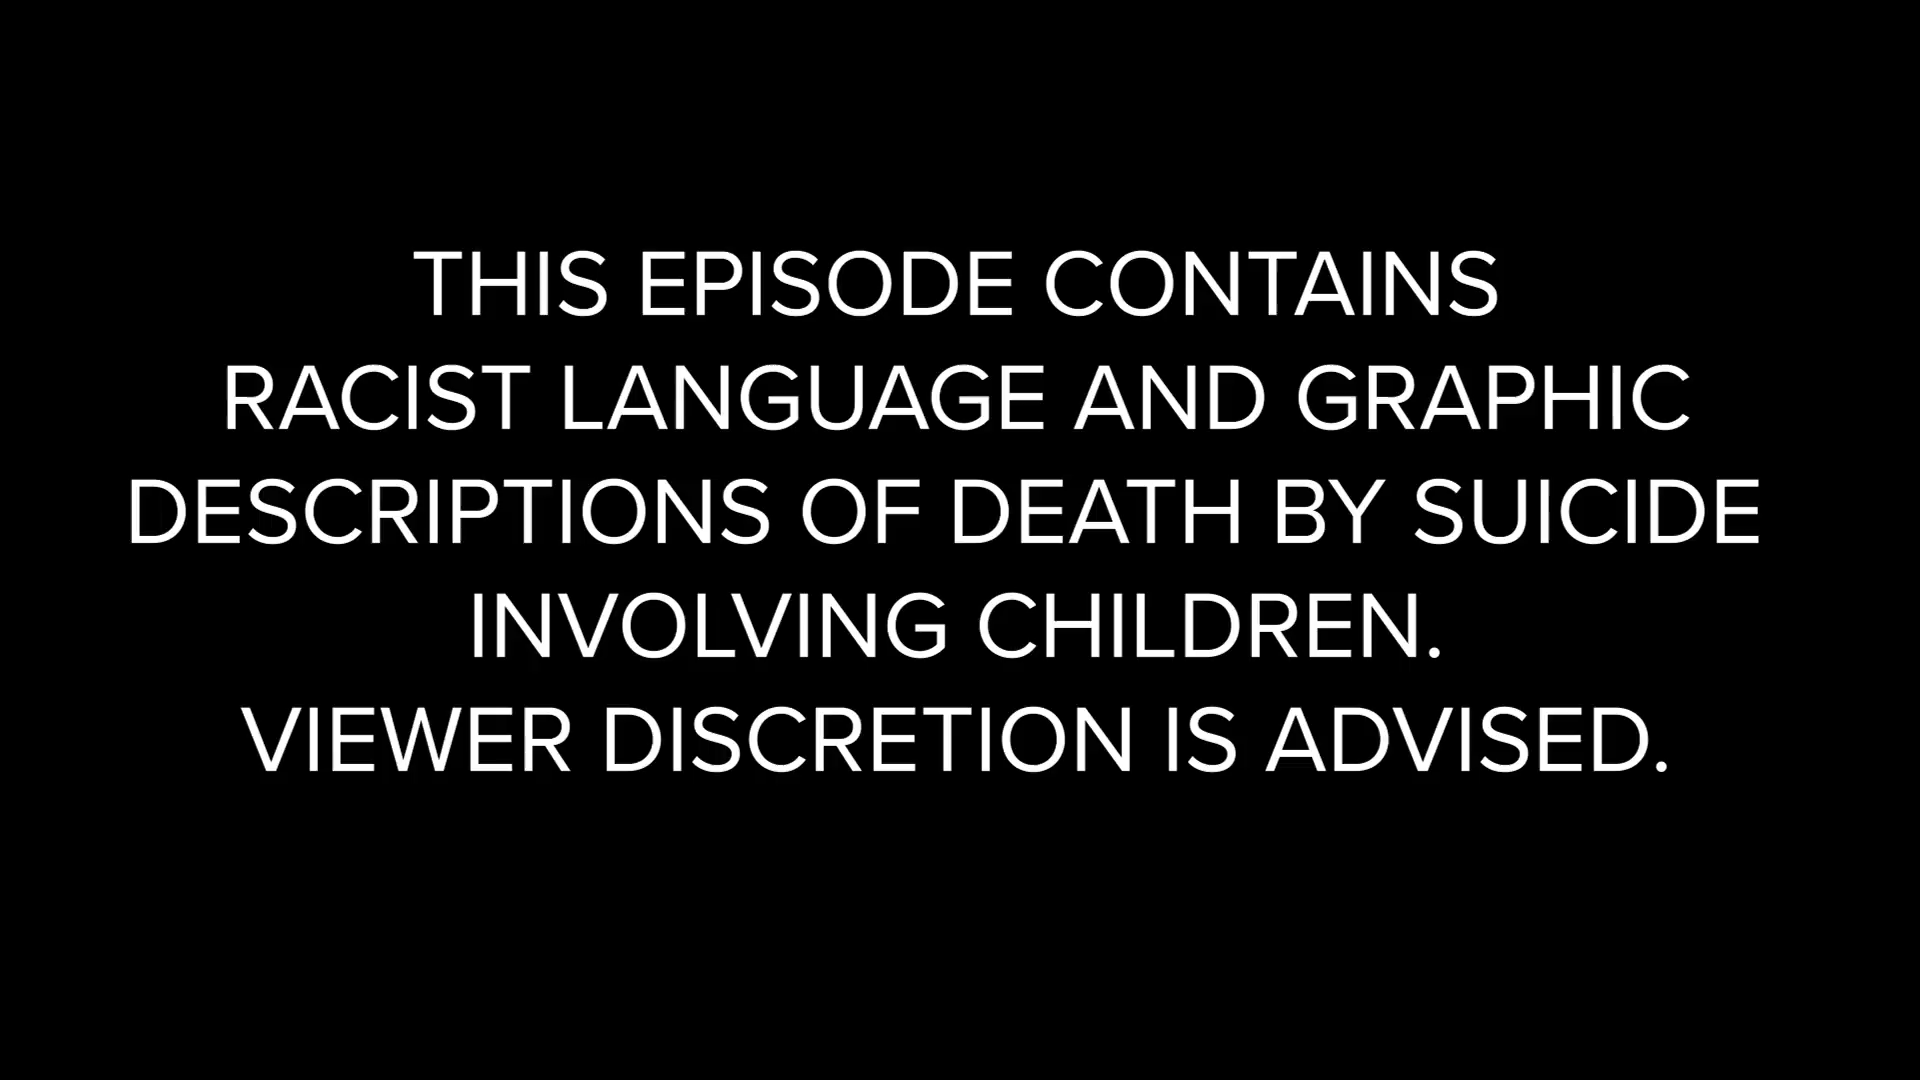 THIS EPISODE CONTAINS
RACIST LANGUAGE AND GRAPHIC
DESCRIPTIONS OF DEATH BY SUICIDE
INVOLVING CHILDREN.
VIEWER DISCRETION IS ADVISED.